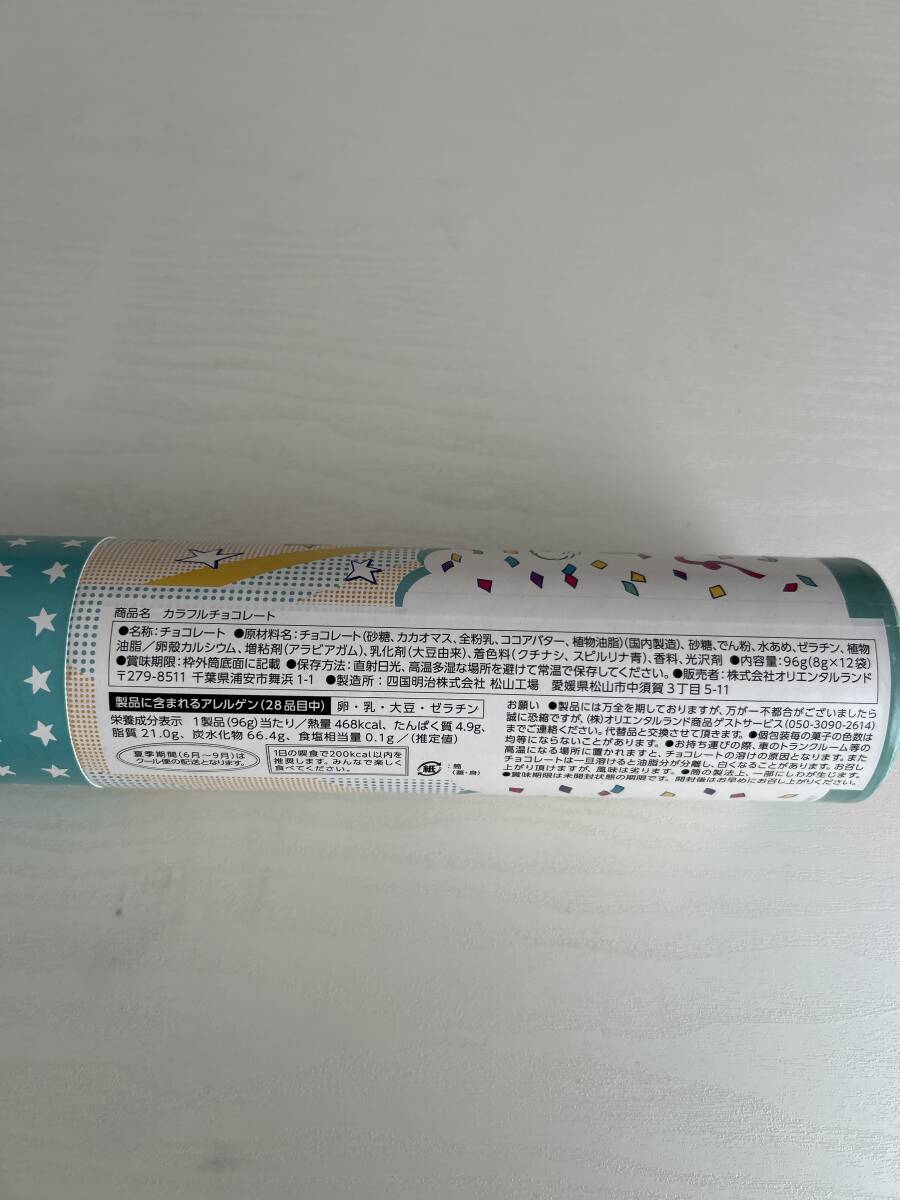 商品名 カラフルチョコレート
●名称:チョコレート ●原材料名:チョコレート(砂糖、カカオマス、全粉乳、ココアバター、植物油脂)(国内製造)、砂糖、でん粉、水あめ、ゼラチン、植物
油脂/卵殻カルシウム、増粘剤(アラビアガム)、乳化剤(大豆由来)、着色料(クチナシ、スピルリナ青)、香料、光沢剤 ●内容量:96g(8g×12袋)
●賞味期限:枠外筒底面に記載 ●保存方法:直射日光、高温多湿な場所を避けて常温で保存してください。●販売者:株式会社オリエンタルランド
〒279-8511 千葉県浦安市舞浜 1-1 ●製造所:四国明治株式会社 松山工場 愛媛県松山市中須賀3丁目5-11
製品に含まれるアレルゲン(28品目中) 卵・乳・大豆・ゼラチン
栄養成分表示 1製品(96g)当たり/熱量 468kcal、たんぱく質 4.9g、
脂質 21.0g、炭水化物 66.4g、食塩相当量 0.1g/(推定値)
夏季期間(6月~9月)は
クール便の配送となります。
1日の喫食で200kcal以内を
推奨します。みんなで楽しく
食べてください。
紙
:筒
(蓋・身)
お願い ●製品には万全を期しておりますが、万が一不都合がございましたら
誠に恐縮ですが、(株)オリエンタルランド商品ゲストサービス(050-3090-2614)
までご連絡ください。代替品と交換させて頂きます。●個包装毎の菓子の色数は
均等にならないことがあります。●お持ち運びの際、車のトランクルーム等の
高温になる場所に置かれますと、チョコレートの溶けの原因となります。また
チョコレートは一旦溶けると油脂分が分離し、白くなることがあります。お召し
上がり頂けますが、風味は劣ります。●筒の製法上、一部にしわが生じます。
●賞味期限は未開封状態の期限です。開封後はお早めにお召し上がりください。